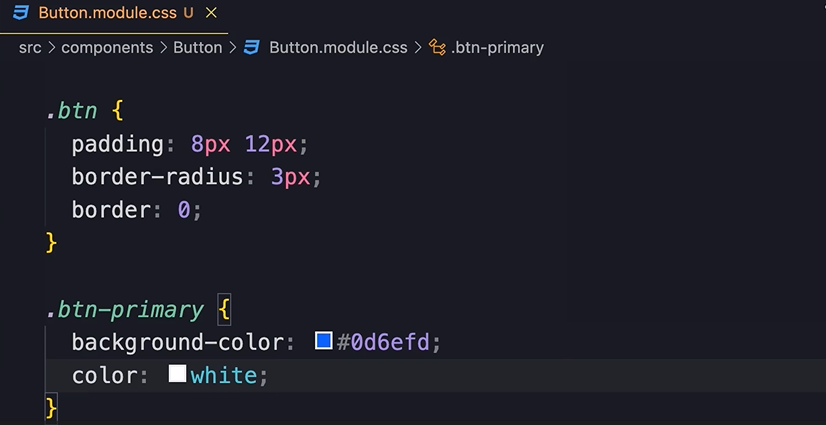 Button.module.css U ×
src > components > Button > Button.module.css > .btn-primary
.btn {
padding: 8px 12px;
border-radius: 3px;
border: 0;
}
.btn-primary {
background-color: #0d6efd;
color: white;
}